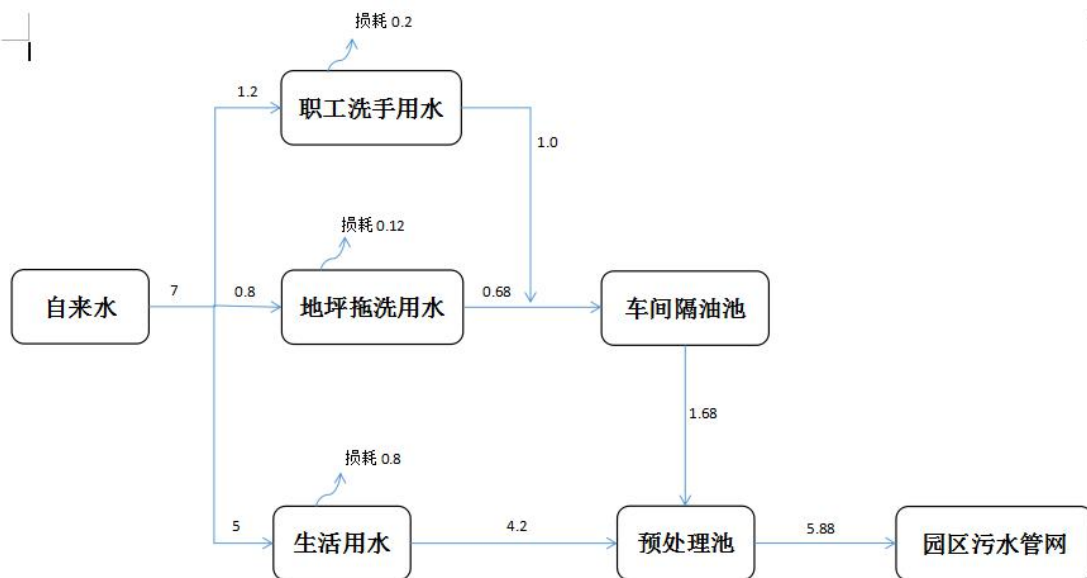 损耗 0.2
1.2
职工洗手用水
1.0
损耗 0.12
自来水
7
0.8
地坪拖洗用水
0.68
车间隔油池
1.68
损耗 0.8
5
生活用水
4.2
预处理池
5.88
园区污水管网